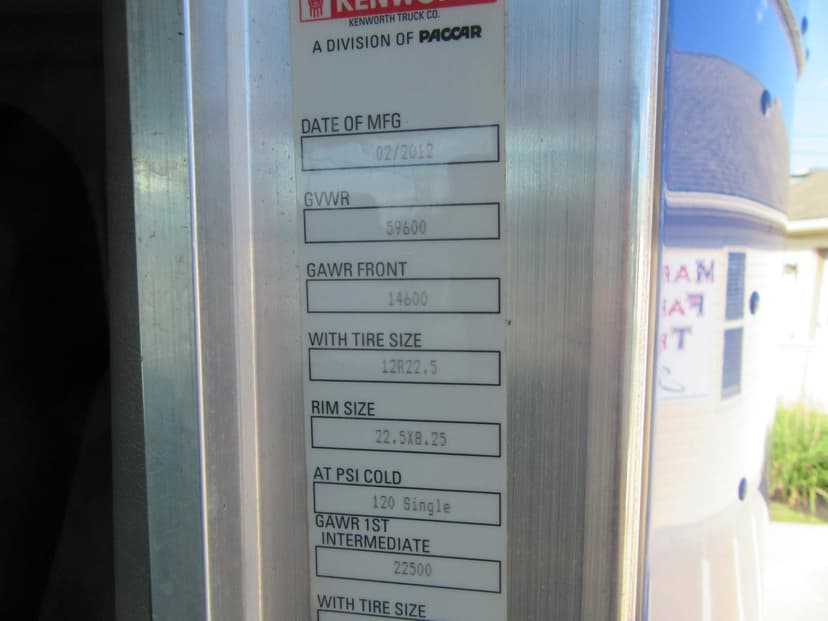 KENWORTH
KENWORTH TRUCK CO.
A DIVISION OF PACCAR
DATE OF MFG
02/2012
GVWR
59600
GAWR FRONT
14600
WITH TIRE SIZE
12R22.5
RIM SIZE
22.5X8.25
AT PSI COLD
120 Single
GAWR 1ST
INTERMEDIATE
22500
WITH TIRE SIZE